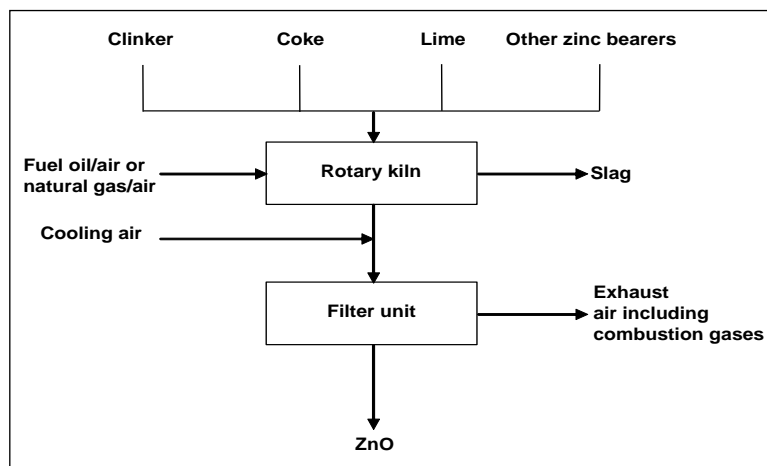 Clinker Coke Lime Other zinc bearers
Fuel oil/air or
natural gas/air
Rotary kiln
Slag
Cooling air
Filter unit
Exhaust
air including
combustion gases
ZnO